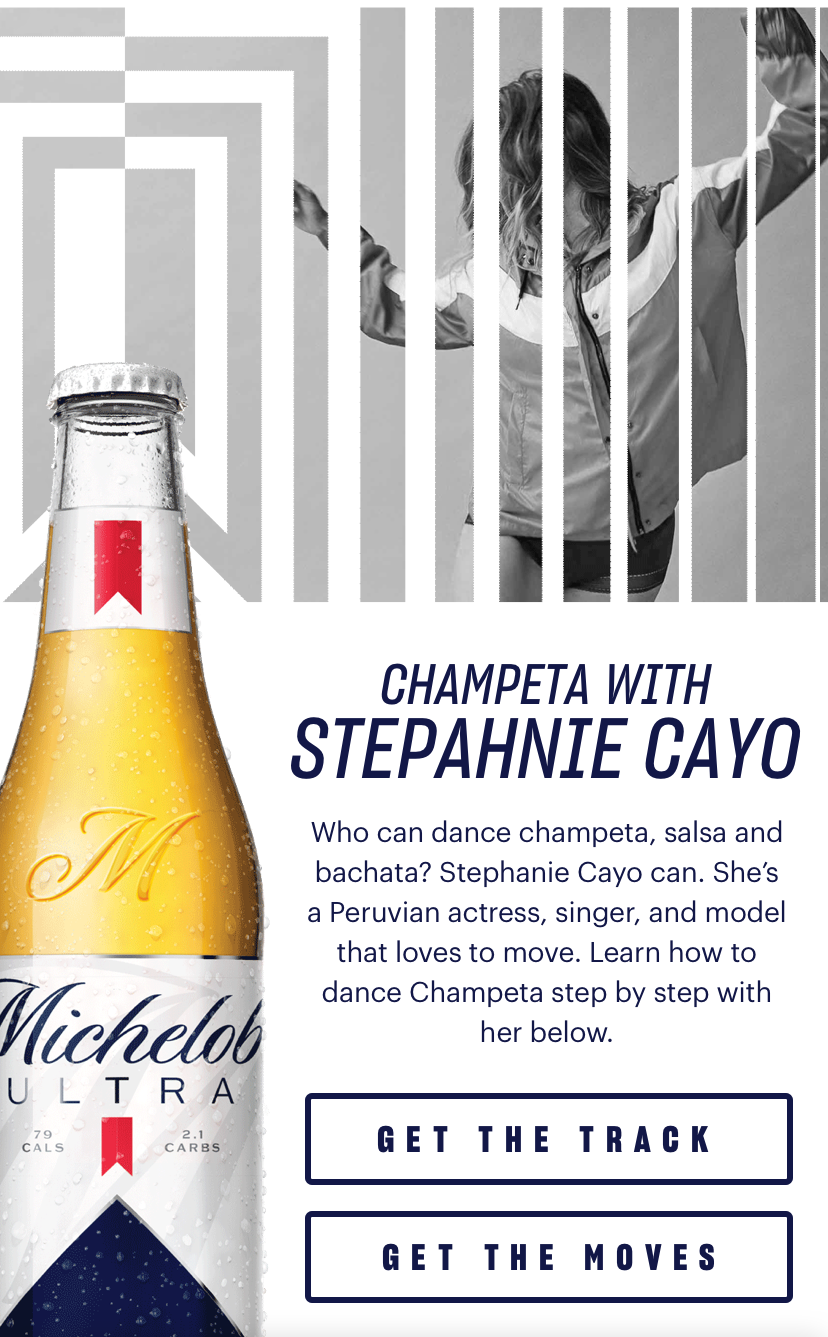 CHAMPETA WITH
STEPAHNIE CAYO
Who can dance champeta, salsa and
bachata? Stephanie Cayo can. She’s
a Peruvian actress, singer, and model
that loves to move. Learn how to
dance Champeta step by step with
her below.
GET THE TRACK
GET THE MOVES
M
Michelob
ULTRA
79
CALS
2.1
CARBS